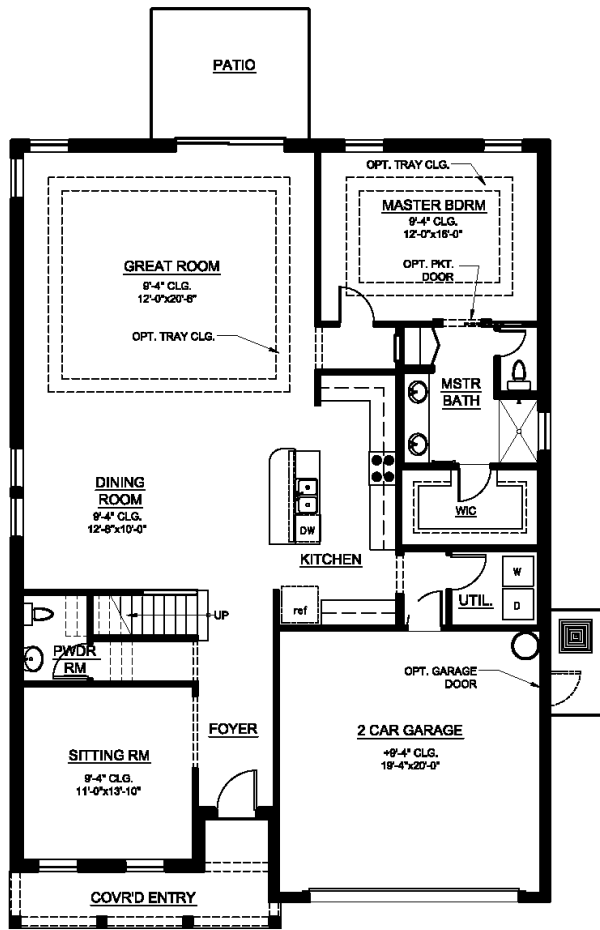 PATIO
OPT. TRAY CLG.
MASTER BDRM
9'-4" CLG.
12'-0"x16'-0"
OPT. PKT.
DOOR
GREAT ROOM
9'-4" CLG.
12'-0"x20'-6"
OPT. TRAY CLG.
MSTR
BATH
DINING
ROOM
9'-4" CLG.
12'-8"x10'-0"
WIC
DW
KITCHEN
W
D
UTIL.
ref
UP
PWDR
RM
OPT. GARAGE
DOOR
FOYER
2 CAR GARAGE
+9'-4" CLG.
19'-4"x20'-0"
SITTING RM
9'-4" CLG.
11'-0"x13'-10"
COVR'D ENTRY